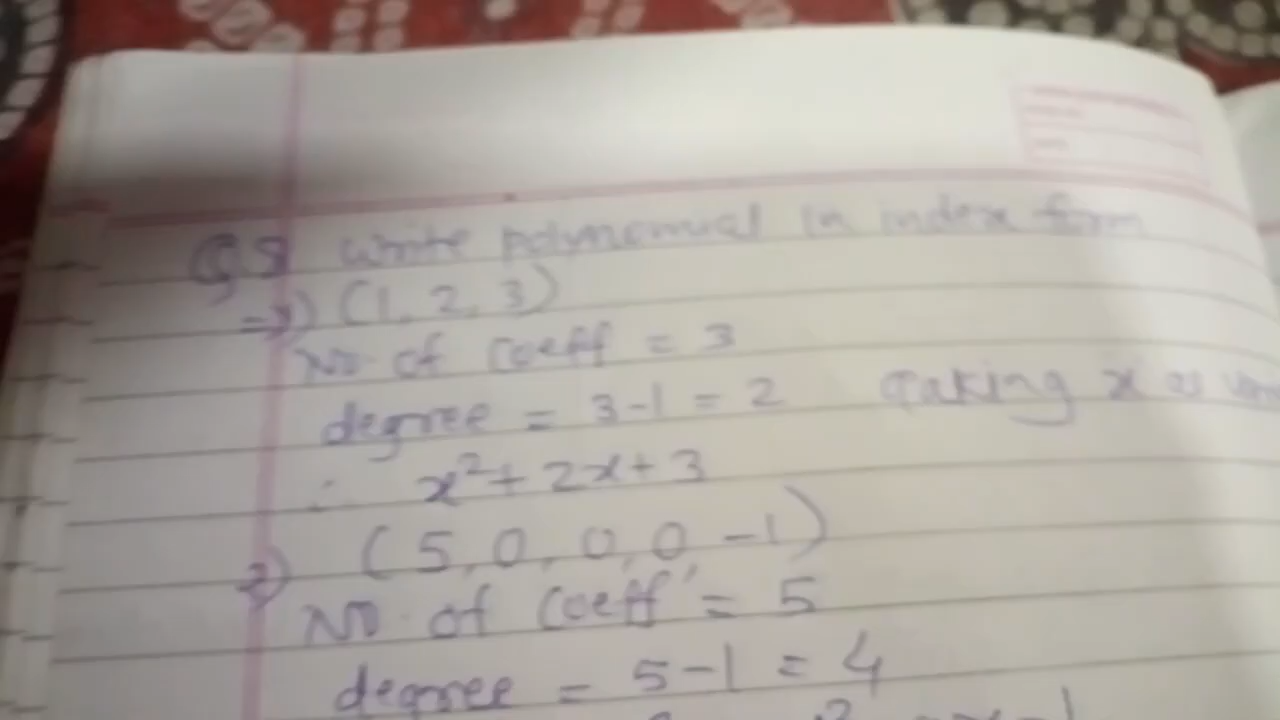 Q8 Write polynomial in index form
⇒1) (1, 2, 3)
No. of Coeff = 3
degree = 3-1 = 2 Taking x as
∴ x² + 2x + 3
2) (5, 0, 0, 0, -1)
No. of Coeff = 5
degree = 5-1 = 4